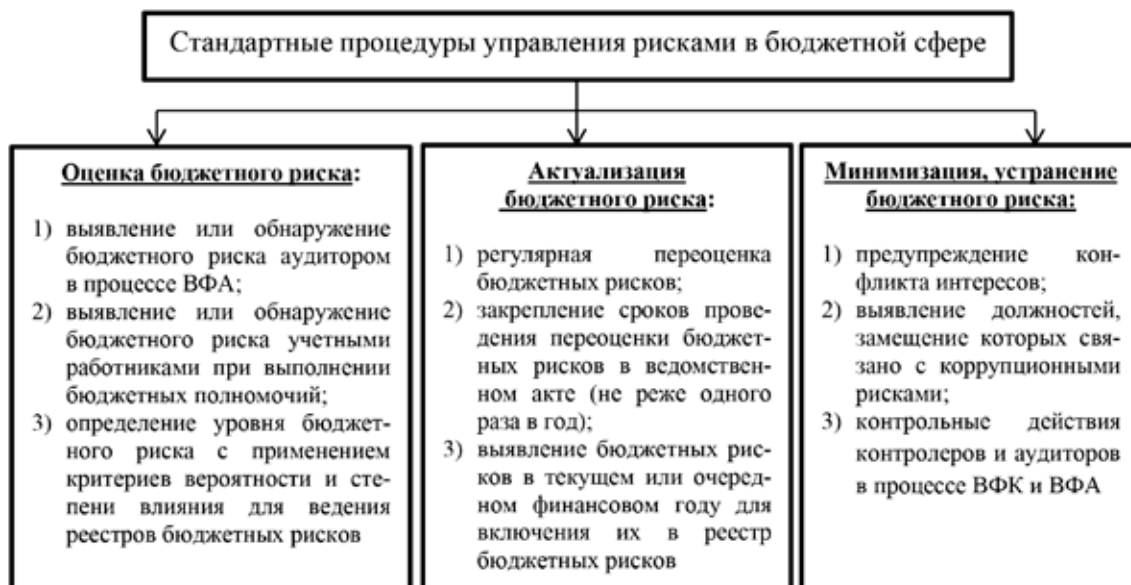 Стандартные процедуры управления рисками в бюджетной сфере
Оценка бюджетного риска:
1) выявление или обнаружение
бюджетного риска аудитором
в процессе ВФА;
2) выявление или обнаружение
бюджетного риска учетными
работниками при выполнении
бюджетных полномочий;
3) определение уровня бюджет-
ного риска с применением
критериев вероятности и сте-
пени влияния для ведения
реестров бюджетных рисков
Актуализация
бюджетного риска:
1) регулярная переоценка
бюджетных рисков;
2) закрепление сроков прове-
дения переоценки бюджет-
ных рисков в ведомствен-
ном акте (не реже одного
раза в год);
3) выявление бюджетных рис-
ков в текущем или очеред-
ном финансовом году для
включения их в реестр
бюджетных рисков
Минимизация, устранение
бюджетного риска:
1) предупреждение кон-
фликта интересов;
2) выявление должностей,
замещение которых свя-
зано с коррупционными
рисками;
3) контрольные действия
контролеров и аудиторов
в процессе ВФК и ВФА